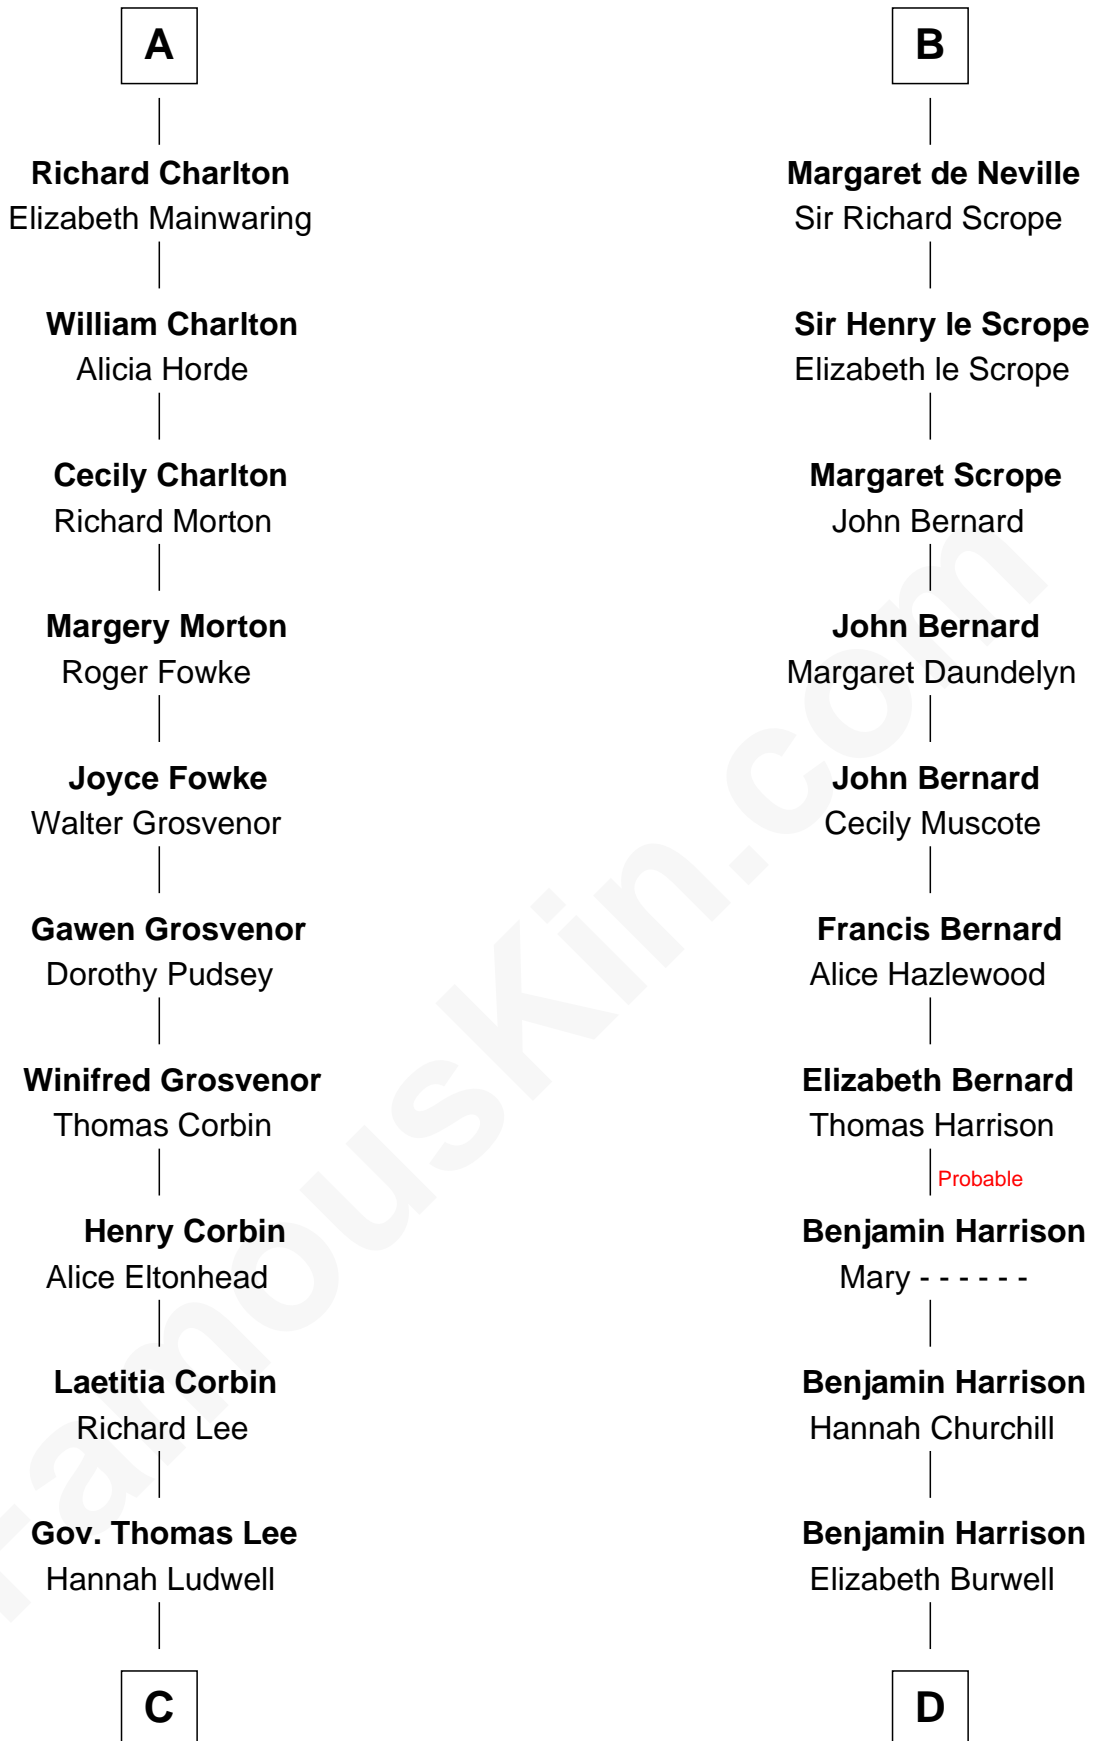 A
Richard Charlton
Elizabeth Mainwaring
William Charlton
Alicia Horde
Cecily Charlton
Richard Morton
Margery Morton
Roger Fowke
Joyce Fowke
Walter Grosvenor
Gawen Grosvenor
Dorothy Pudsey
Winifred Grosvenor
Thomas Corbin
Henry Corbin
Alice Eltonhead
Laetitia Corbin
Richard Lee
Gov. Thomas Lee
Hannah Ludwell
C
B
Margaret de Neville
Sir Richard Scrope
Sir Henry le Scrope
Elizabeth le Scrope
Margaret Scrope
John Bernard
John Bernard
Margaret Daundelyn
John Bernard
Cecily Muscote
Francis Bernard
Alice Hazlewood
Elizabeth Bernard
Thomas Harrison
Probable
Benjamin Harrison
Mary - - - - - -
Benjamin Harrison
Hannah Churchill
Benjamin Harrison
Elizabeth Burwell
D
FamousKin.com